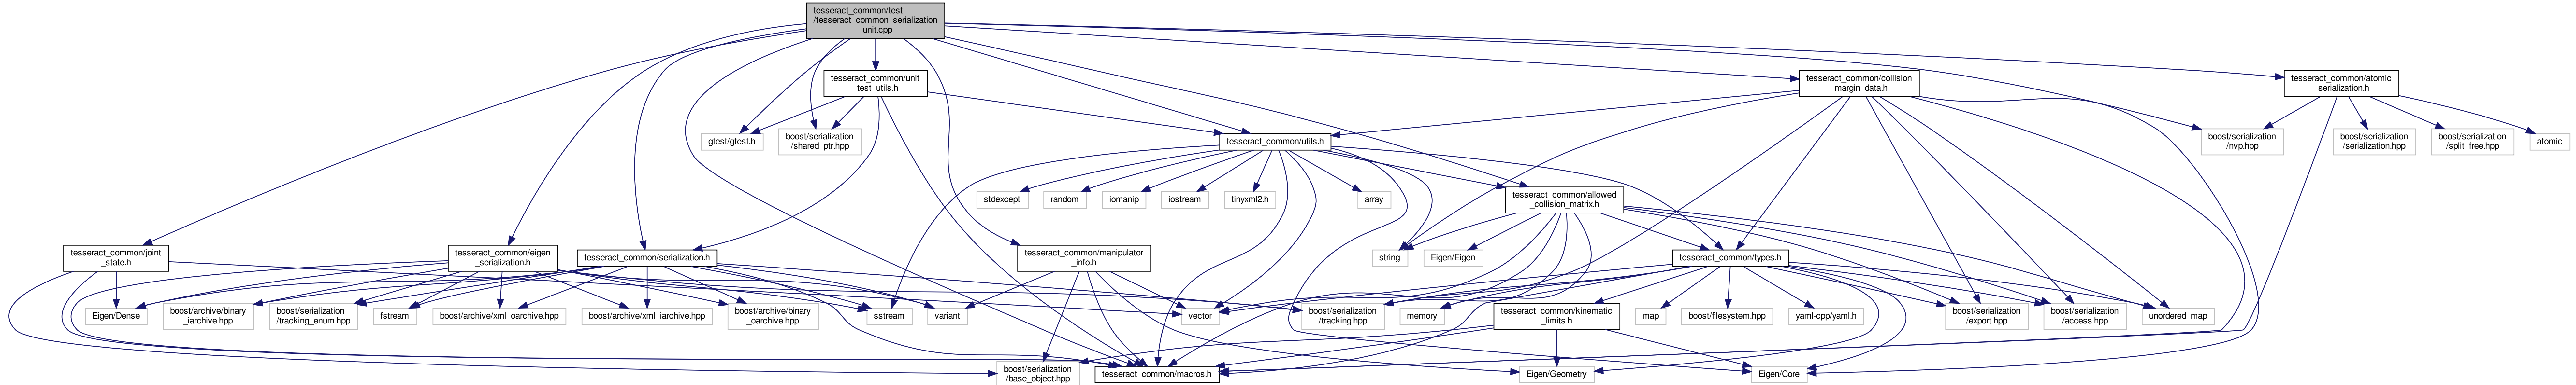 tesseract_common/test
/tesseract_common_serialization
_unit.cpp
tesseract_common/unit
_test_utils.h
tesseract_common/collision
_margin_data.h
tesseract_common/atomic
_serialization.h
gtest/gtest.h
boost/serialization
/shared_ptr.hpp
tesseract_common/utils.h
boost/serialization
/nvp.hpp
boost/serialization
/serialization.hpp
boost/serialization
/split_free.hpp
atomic
stdexcept
random
iomanip
iostream
tinyxml2.h
array
tesseract_common/allowed
_collision_matrix.h
tesseract_common/joint
_state.h
tesseract_common/eigen
_serialization.h
tesseract_common/serialization.h
tesseract_common/manipulator
_info.h
string
Eigen/Eigen
tesseract_common/types.h
Eigen/Dense
boost/archive/binary
_iarchive.hpp
boost/serialization
/tracking_enum.hpp
fstream
boost/archive/xml_oarchive.hpp
boost/archive/xml_iarchive.hpp
boost/archive/binary
_oarchive.hpp
sstream
variant
vector
boost/serialization
/tracking.hpp
memory
tesseract_common/kinematic
_limits.h
map
boost/filesystem.hpp
yaml-cpp/yaml.h
boost/serialization
/export.hpp
boost/serialization
/access.hpp
unordered_map
boost/serialization
/base_object.hpp
tesseract_common/macros.h
Eigen/Geometry
Eigen/Core